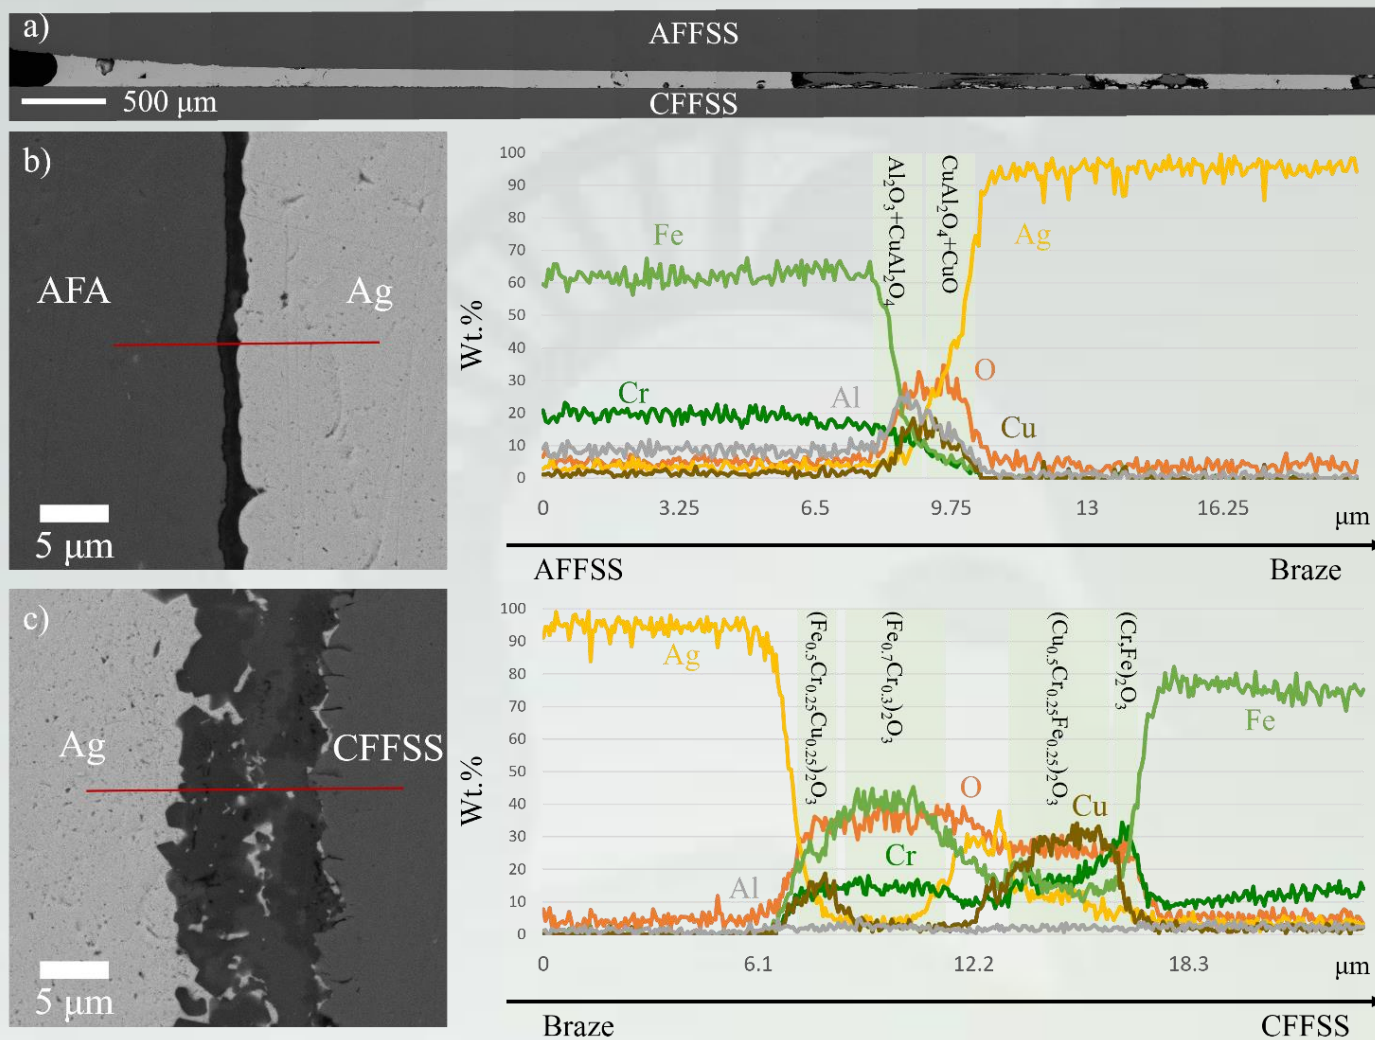 a)
AFFSS
500 μm
CFFSS
b)
AFA
Ag
5 μm
100
90
80
70
60
50
40
30
20
10
0
Wt.%
Fe
Cr
Al
Al₂O₃+CuAl₂O₄
CuAl₂O₄+CuO
Ag
O
Cu
0 3.25 6.5 9.75 13 16.25 μm
AFFSS Braze
c)
Ag
CFFSS
5 μm
100
90
80
70
60
50
40
30
20
10
0
Wt.%
Ag
Al
(Fe₀.₅Cr₀.₂₅Cu₀.₂₅)₂O₃
(Fe₀.₇Cr₀.₃)₂O₃
Cr
O
(Cu₀.₅Cr₀.₂₅Fe₀.₂₅)₂O₃
Cu
(Cr,Fe)₂O₃
Fe
0 6.1 12.2 18.3 μm
Braze CFFSS